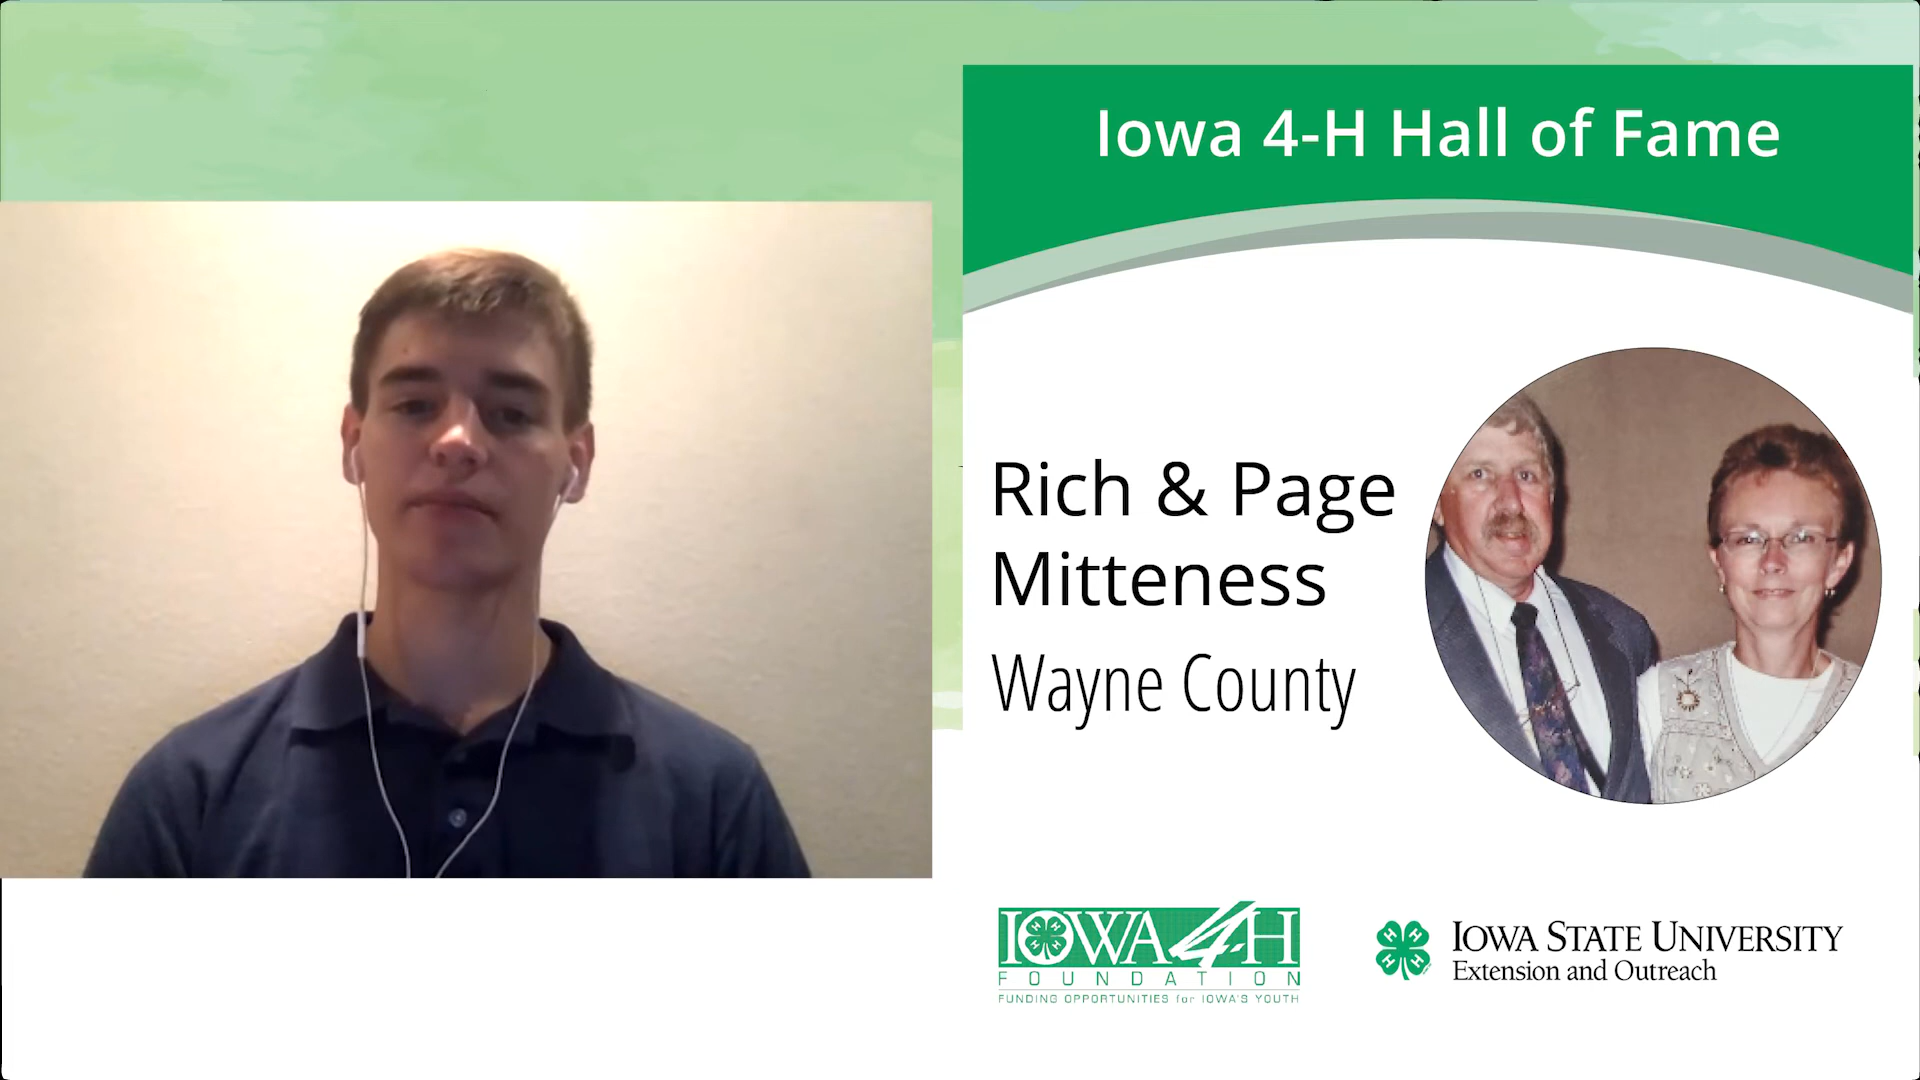 Iowa 4-H Hall of Fame
Rich & Page
Mitteness
Wayne County
IOWA 4-H
FOUNDATION
FUNDING OPPORTUNITIES for IOWA'S YOUTH
H H H H
IOWA STATE UNIVERSITY
Extension and Outreach